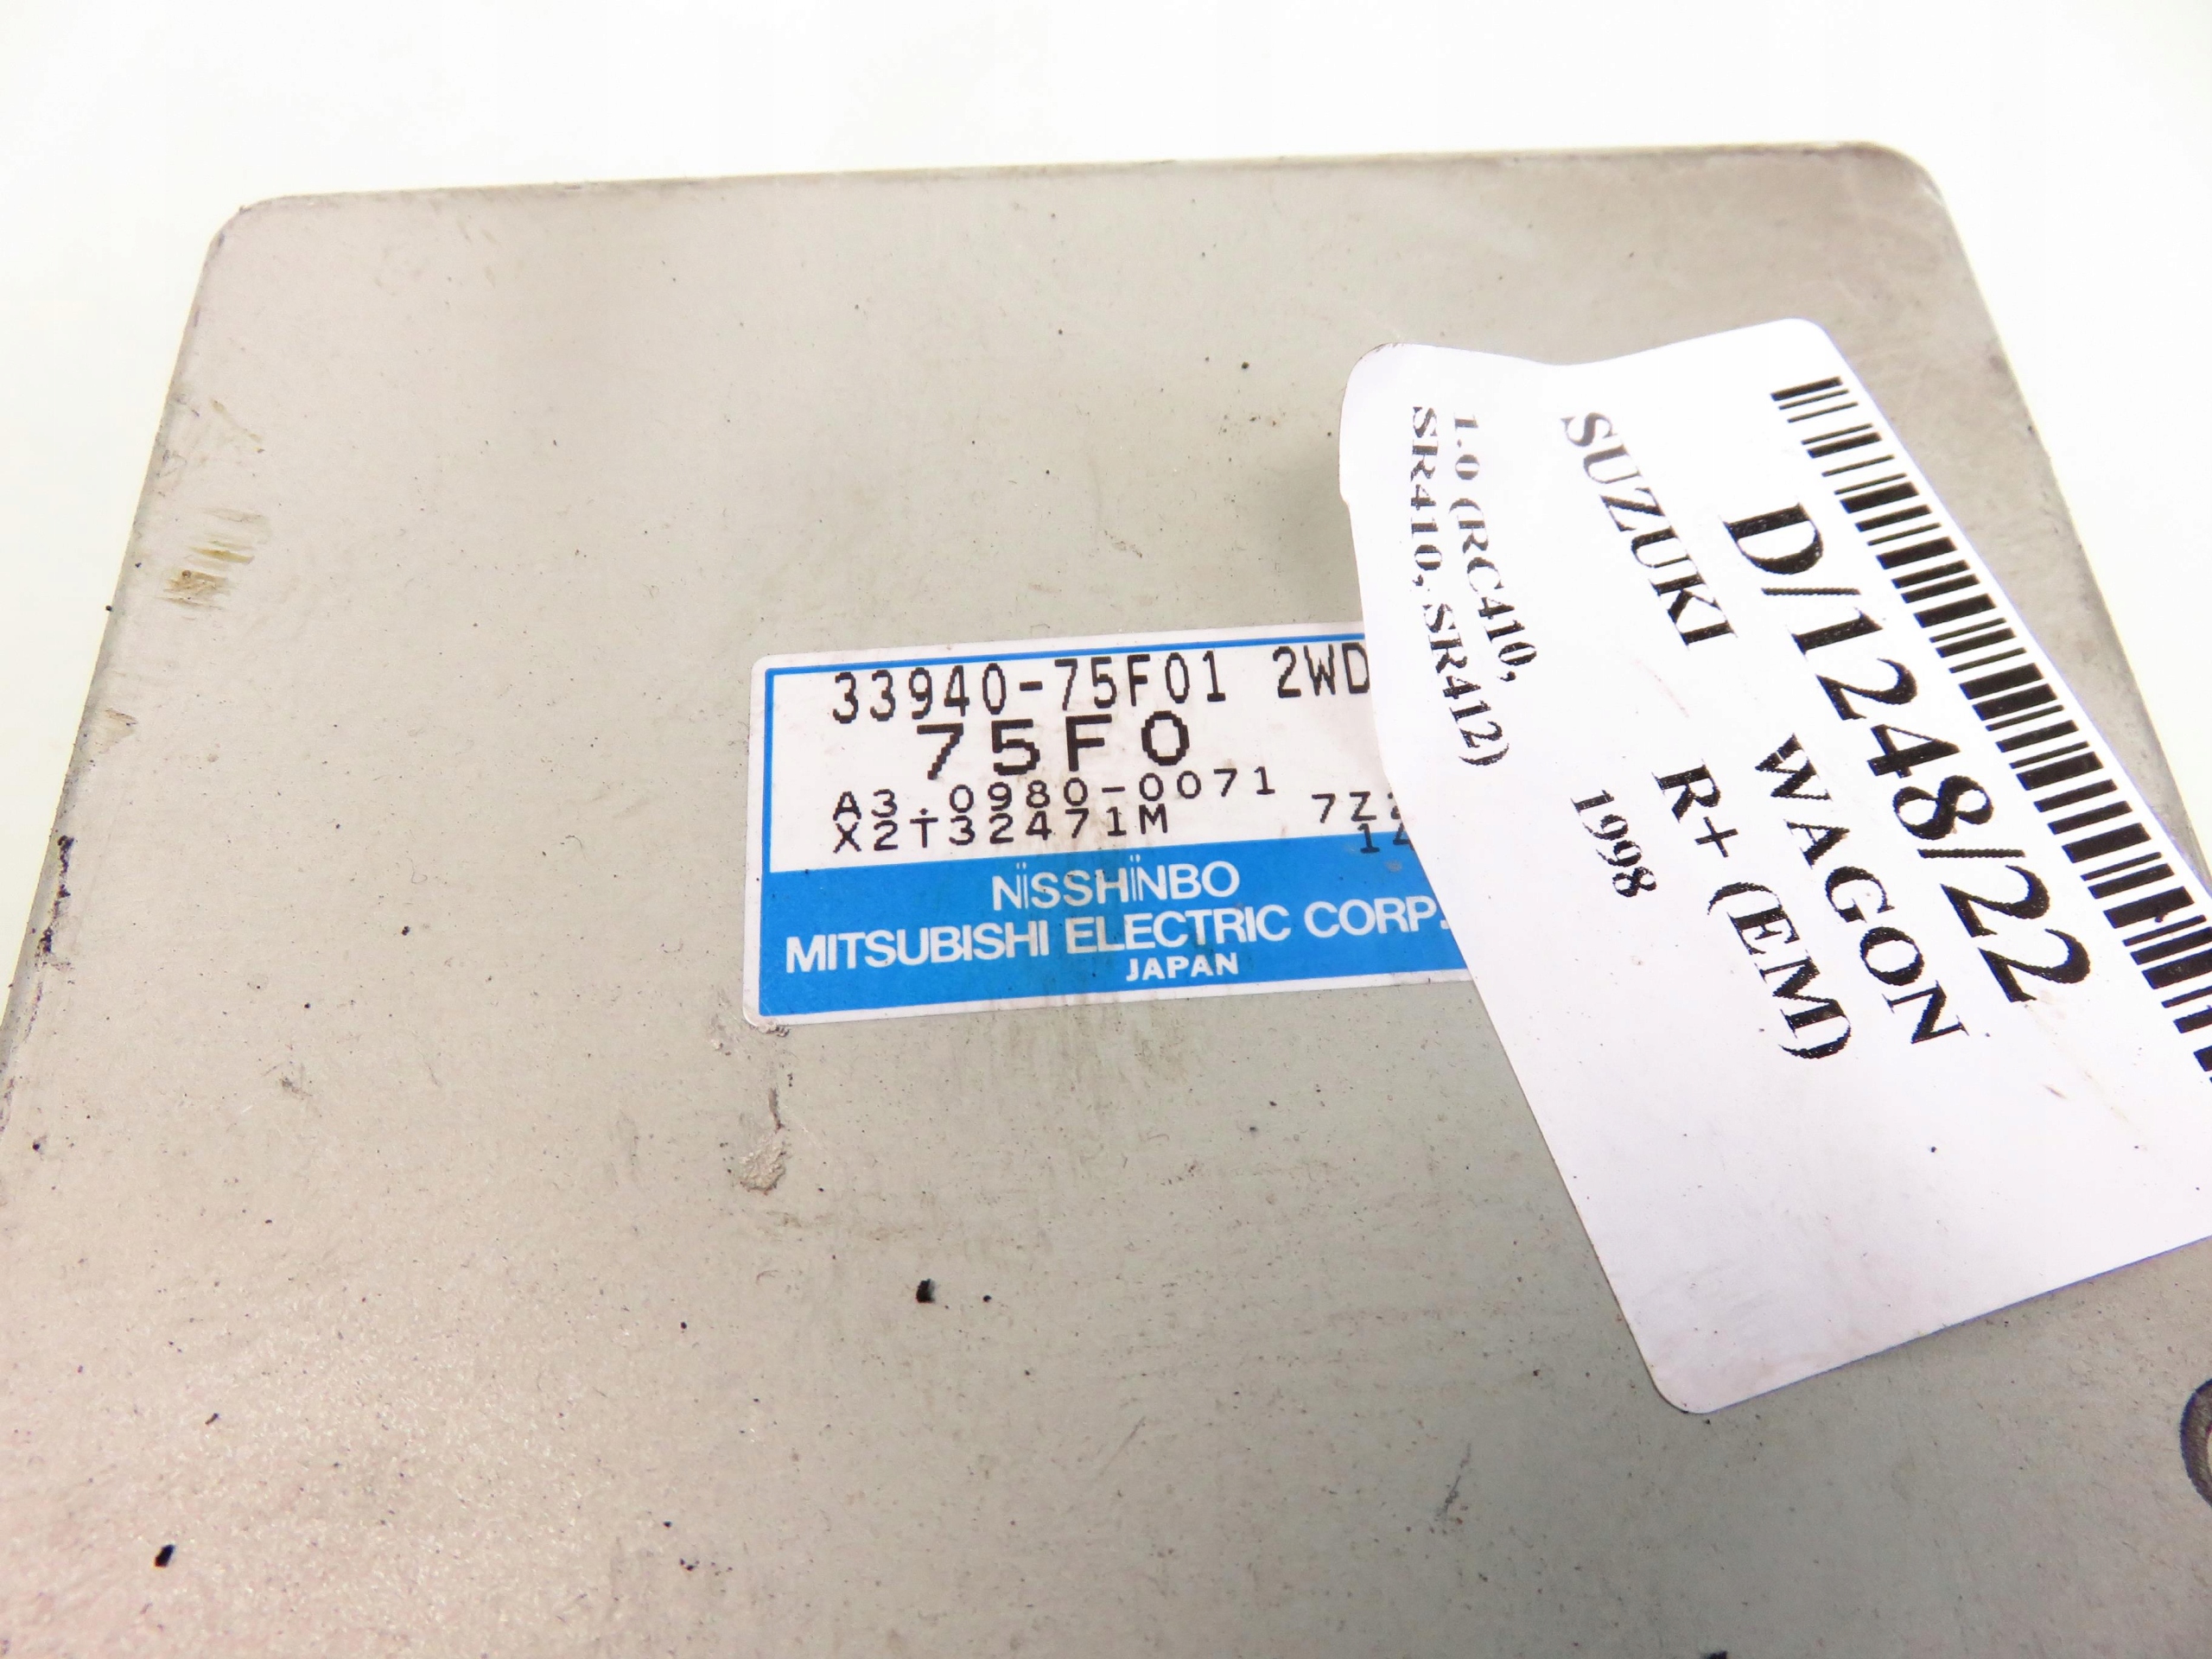 33940-75F01 2WD
75F0
A3.0980-0071
X2T32471M
NISSHINBO
MITSUBISHI ELECTRIC CORP.
JAPAN
D/1248/22
SUZUKI WAGON
R+ (EM)
1998
1.0 (RC410,
SR410, SR412)